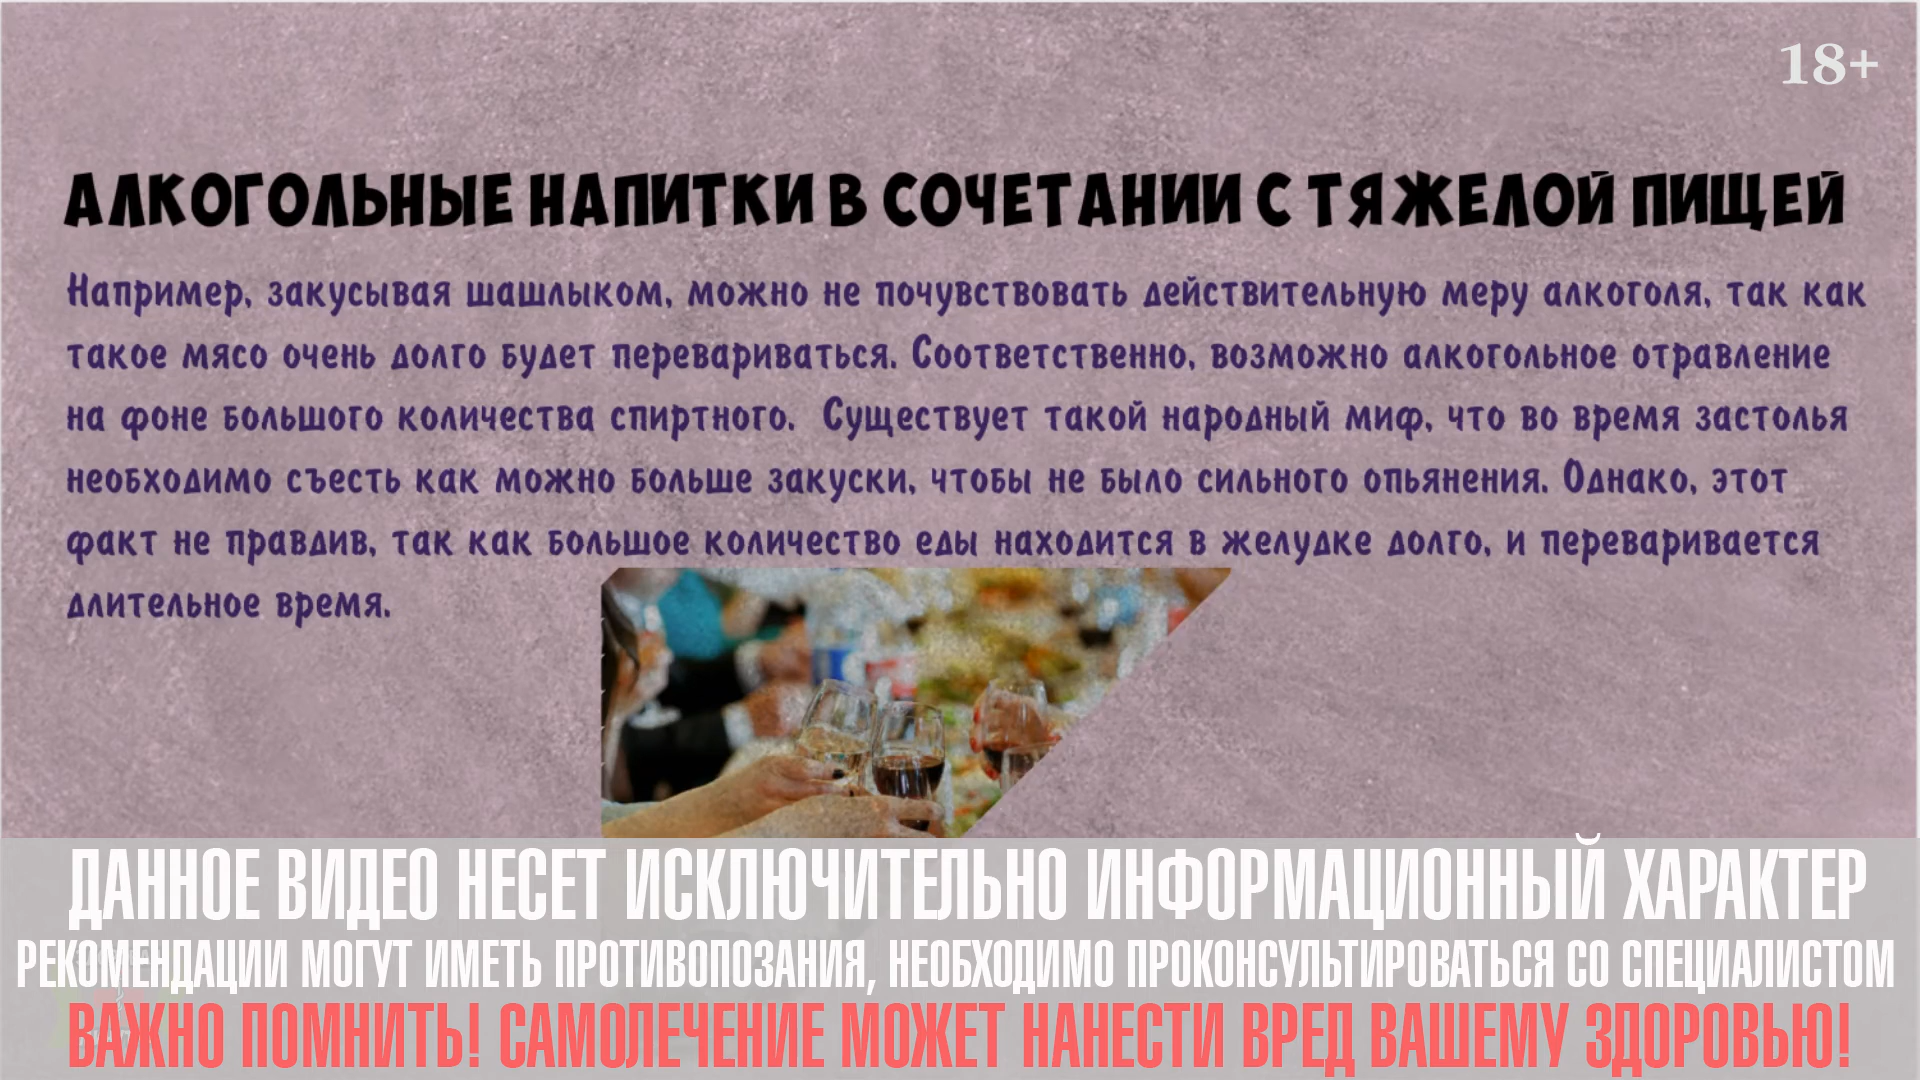 18+
АЛКОГОЛЬНЫЕ НАПИТКИ В СОЧЕТАНИИ С ТЯЖЕЛОЙ ПИЩЕЙ
Например, закусывая шашлыком, можно не почувствовать действительную меру алкоголя, так как
такое мясо очень долго будет перевариваться. Соответственно, возможно алкогольное отравление
на фоне большого количества спиртного. Существует такой народный миф, что во время застолья
необходимо съесть как можно больше закуски, чтобы не было сильного опьянения. Однако, этот
факт не правдив, так как большое количество еды находится в желудке долго, и переваривается
длительное время.
ДАННОЕ ВИДЕО НЕСЕТ ИСКЛЮЧИТЕЛЬНО ИНФОРМАЦИОННЫЙ ХАРАКТЕР
РЕКОМЕНДАЦИИ МОГУТ ИМЕТЬ ПРОТИВОПОЗАНИЯ, НЕОБХОДИМО ПРОКОНСУЛЬТИРОВАТЬСЯ СО СПЕЦИАЛИСТОМ
ВАЖНО ПОМНИТЬ! САМОЛЕЧЕНИЕ МОЖЕТ НАНЕСТИ ВРЕД ВАШЕМУ ЗДОРОВЬЮ!